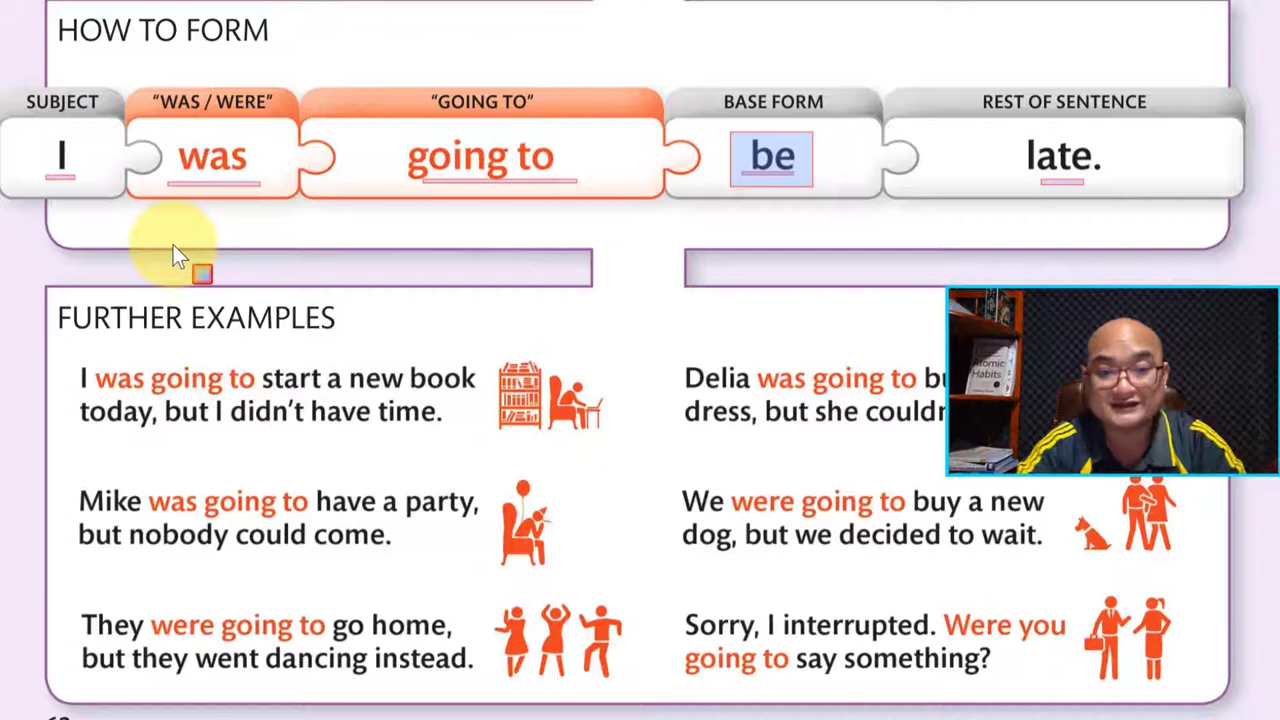 HOW TO FORM
SUBJECT
"WAS / WERE"
"GOING TO"
BASE FORM
REST OF SENTENCE
I was going to be late.
FURTHER EXAMPLES
I was going to start a new book
today, but I didn't have time.
Delia was going to
dress, but she
Mike was going to have a party,
but nobody could come.
We were going to buy a new
dog, but we decided to wait.
They were going to go home,
but they went dancing instead.
Sorry, I interrupted. Were you
going to say something?
Atomic
Habits